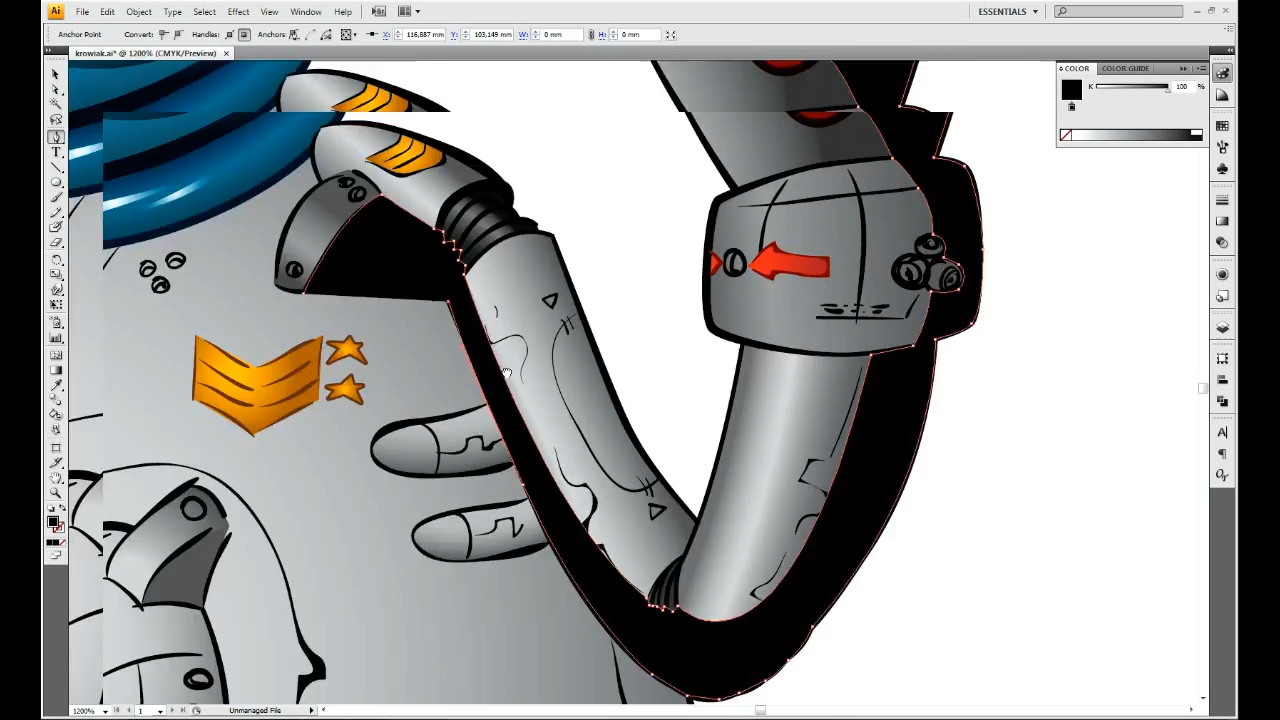 Ai File Edit Object Type Select Effect View Window Help Br ESSENTIALS
Anchor Point Convert: Handles: Anchors: X: 116,887 mm Y: 103,149 mm W: 0 mm H: 0 mm
krowiak.ai* @ 1200% (CMYK/Preview) ×
COLOR COLOR GUIDE
K 100 %
T
A
1200% 1 Unmanaged File